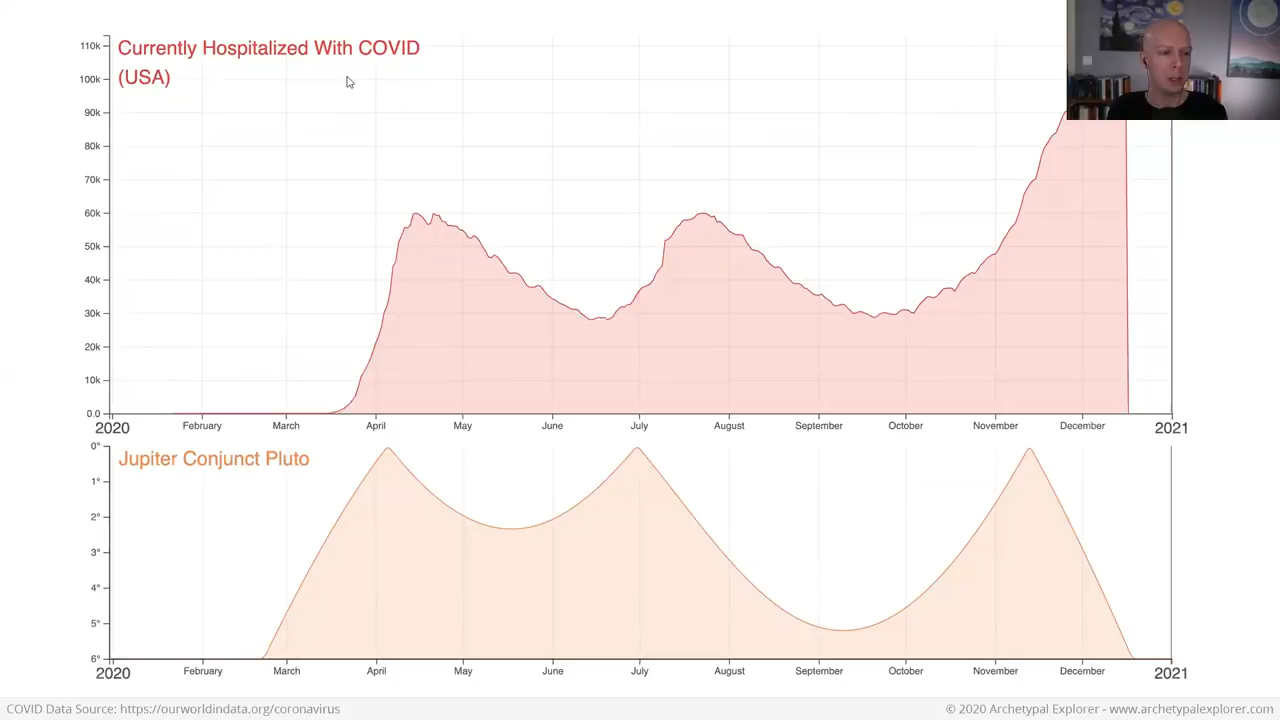 Currently Hospitalized With COVID
(USA)
110k
100k
90k
80k
70k
60k
50k
40k
30k
20k
10k
0.0
2020 February March April May June July August September October November December 2021
Jupiter Conjunct Pluto
0°
1°
2°
3°
4°
5°
6°
2020 February March April May June July August September October November December 2021
COVID Data Source: https://ourworldindata.org/coronavirus
© 2020 Archetypal Explorer - www.archetypalexplorer.com